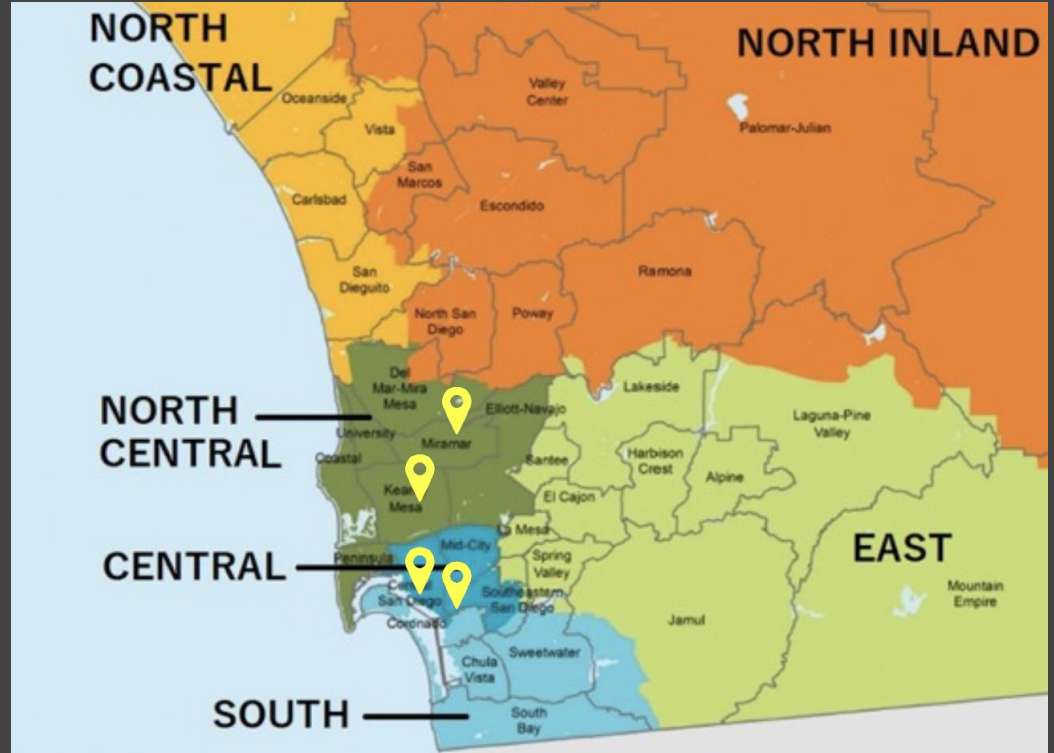 NORTH
COASTAL
NORTH INLAND
Oceanside
Vista
Valley
Center
Palomar-Julian
San
Marcos
Carlsbad
Escondido
San
Dieguito
Ramona
North San
Diego
Poway
Del
Mar-Mira
Mesa
Lakeside
NORTH
CENTRAL
Elliott-Navajo
Laguna-Pine
Valley
University
Miramar
Coastal
Santee
Harbison
Crest
Alpine
Mesa
El Cajon
La Mesa
EAST
CENTRAL
Peninsula
Mid-City
Spring
Valley
Mountain
Empire
San Diego
Southeastern
San Diego
Coronado
Jamul
Sweetwater
Chula
Vista
SOUTH
South
Bay